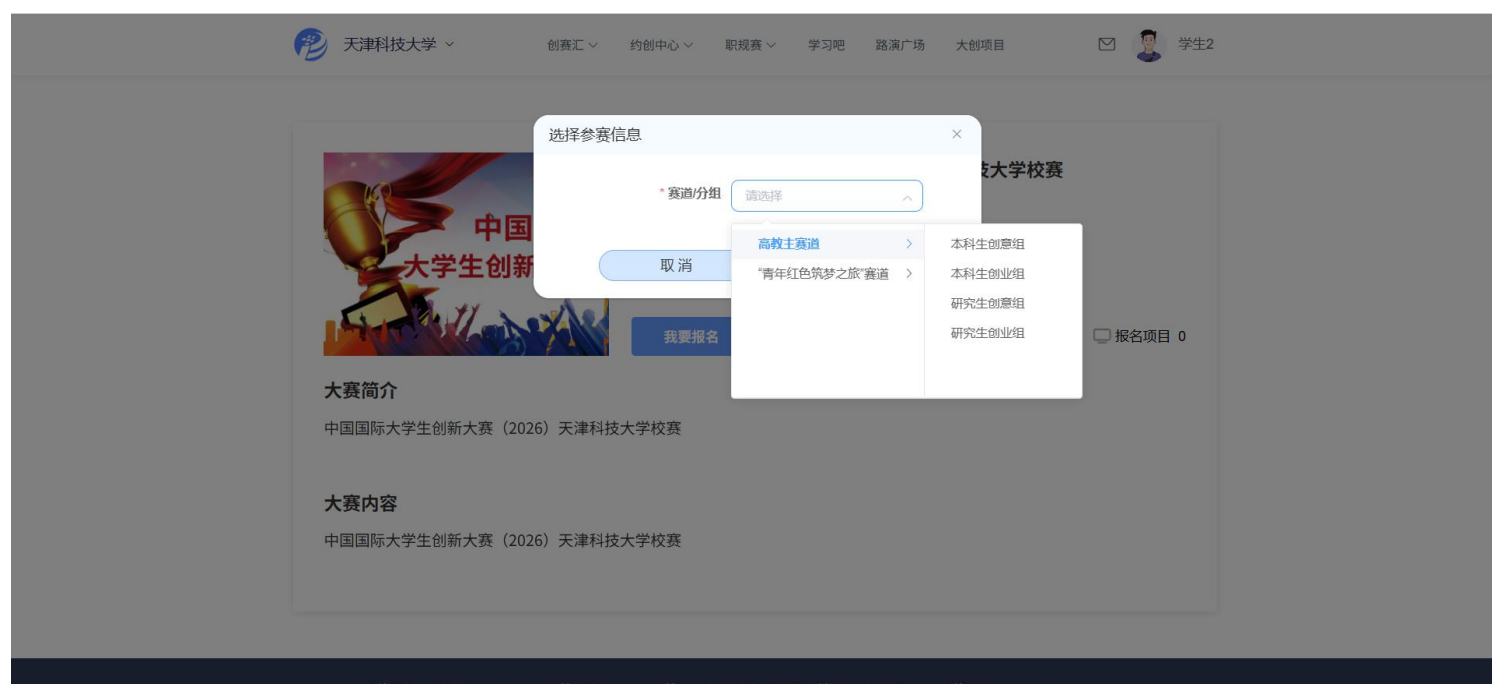 天津科技大学
创赛汇
约创中心
职规赛
学习吧
路演广场
大创项目
学生2
选择参赛信息
技大学校赛
* 赛道/分组
请选择
中国
大学生创新
高教主赛道
本科生创意组
取 消
"青年红色筑梦之旅"赛道
本科生创业组
研究生创意组
研究生创业组
我要报名
报名项目 0
大赛简介
中国国际大学生创新大赛（2026）天津科技大学校赛
大赛内容
中国国际大学生创新大赛（2026）天津科技大学校赛